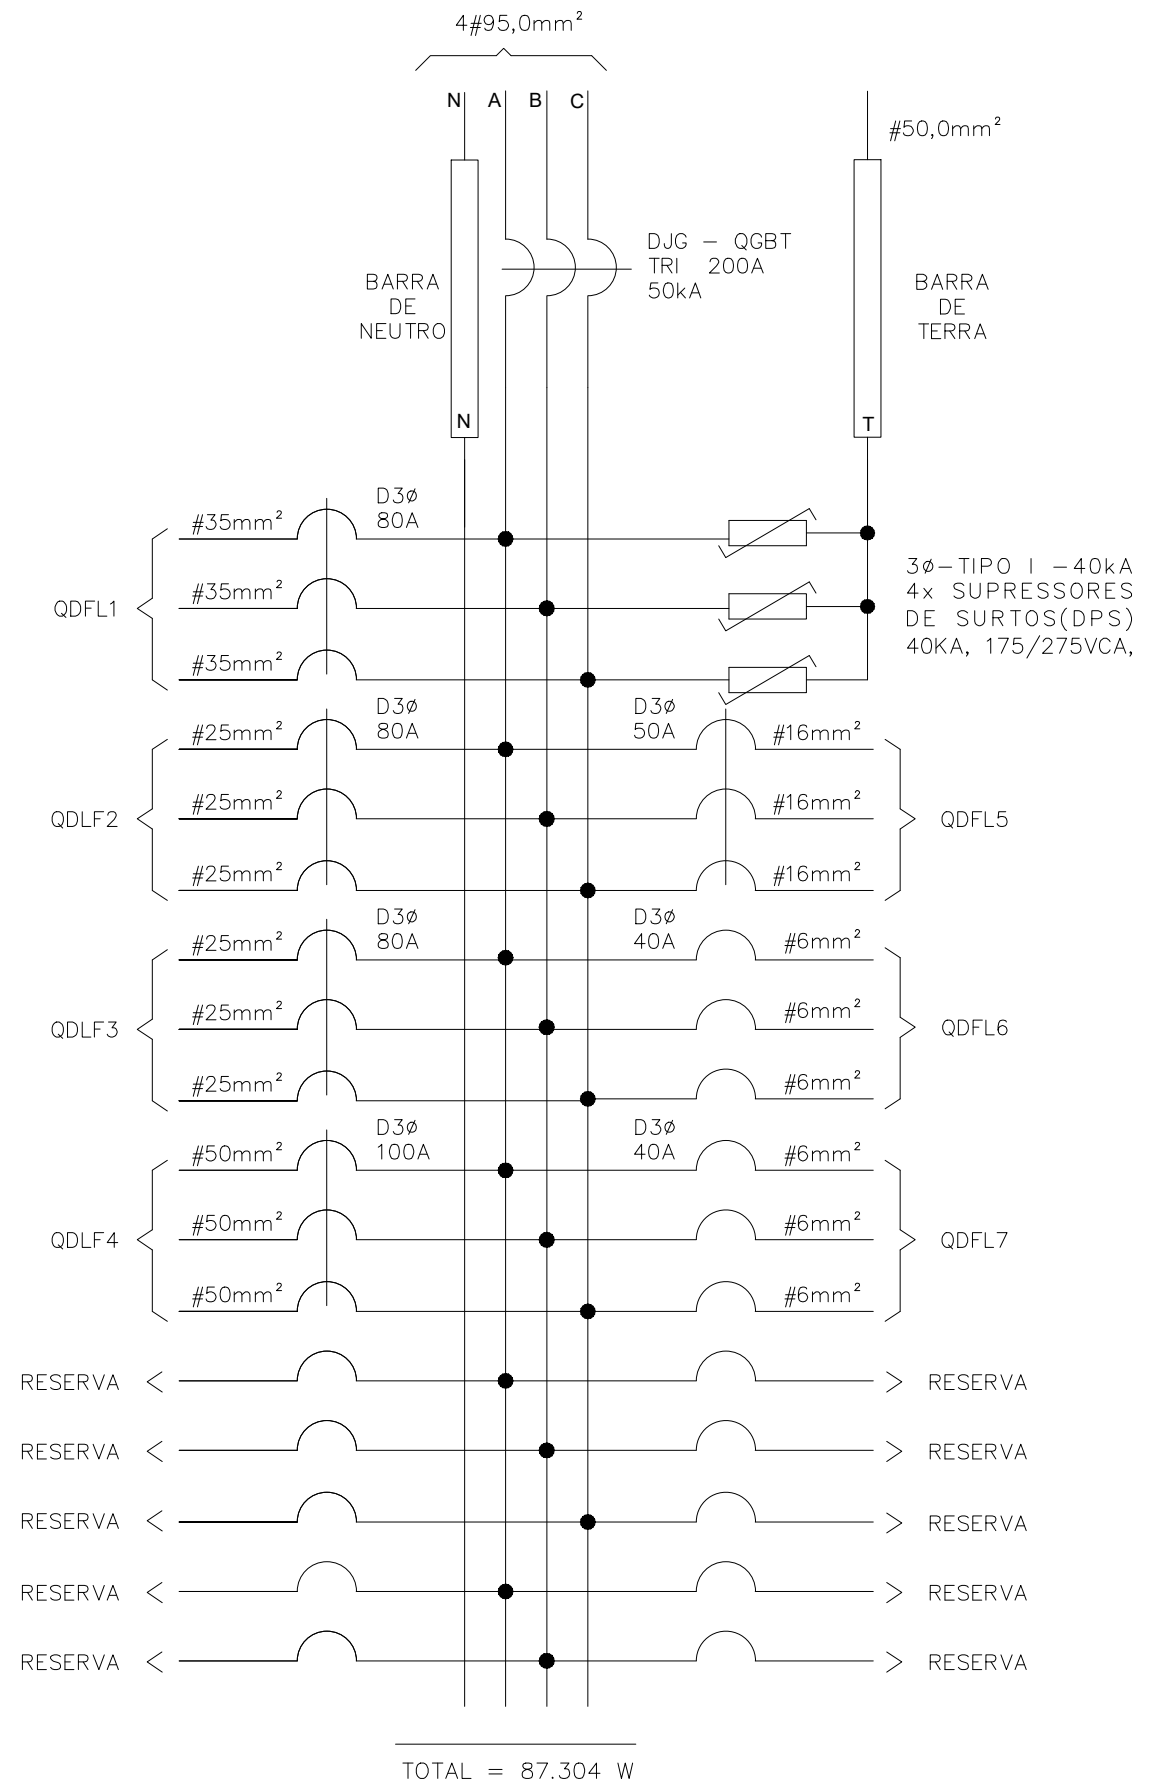 4#95,0mm²
N A B C
#50,0mm²
DJG - QGBT
TRI 200A
50kA
BARRA
DE
NEUTRO
BARRA
DE
TERRA
N
T
D3ø
80A
#35mm²
#35mm²
#35mm²
QDFL1
3ø-TIPO I -40kA
4x SUPRESSORES
DE SURTOS(DPS)
40KA, 175/275VCA,
D3ø
80A
#25mm²
#25mm²
#25mm²
QDLF2
D3ø
50A
#16mm²
#16mm²
#16mm²
QDFL5
D3ø
80A
#25mm²
#25mm²
#25mm²
QDLF3
D3ø
40A
#6mm²
#6mm²
#6mm²
QDFL6
D3ø
100A
#50mm²
#50mm²
#50mm²
QDLF4
D3ø
40A
#6mm²
#6mm²
#6mm²
QDFL7
RESERVA RESERVA
RESERVA RESERVA
RESERVA RESERVA
RESERVA RESERVA
RESERVA RESERVA
TOTAL = 87.304 W